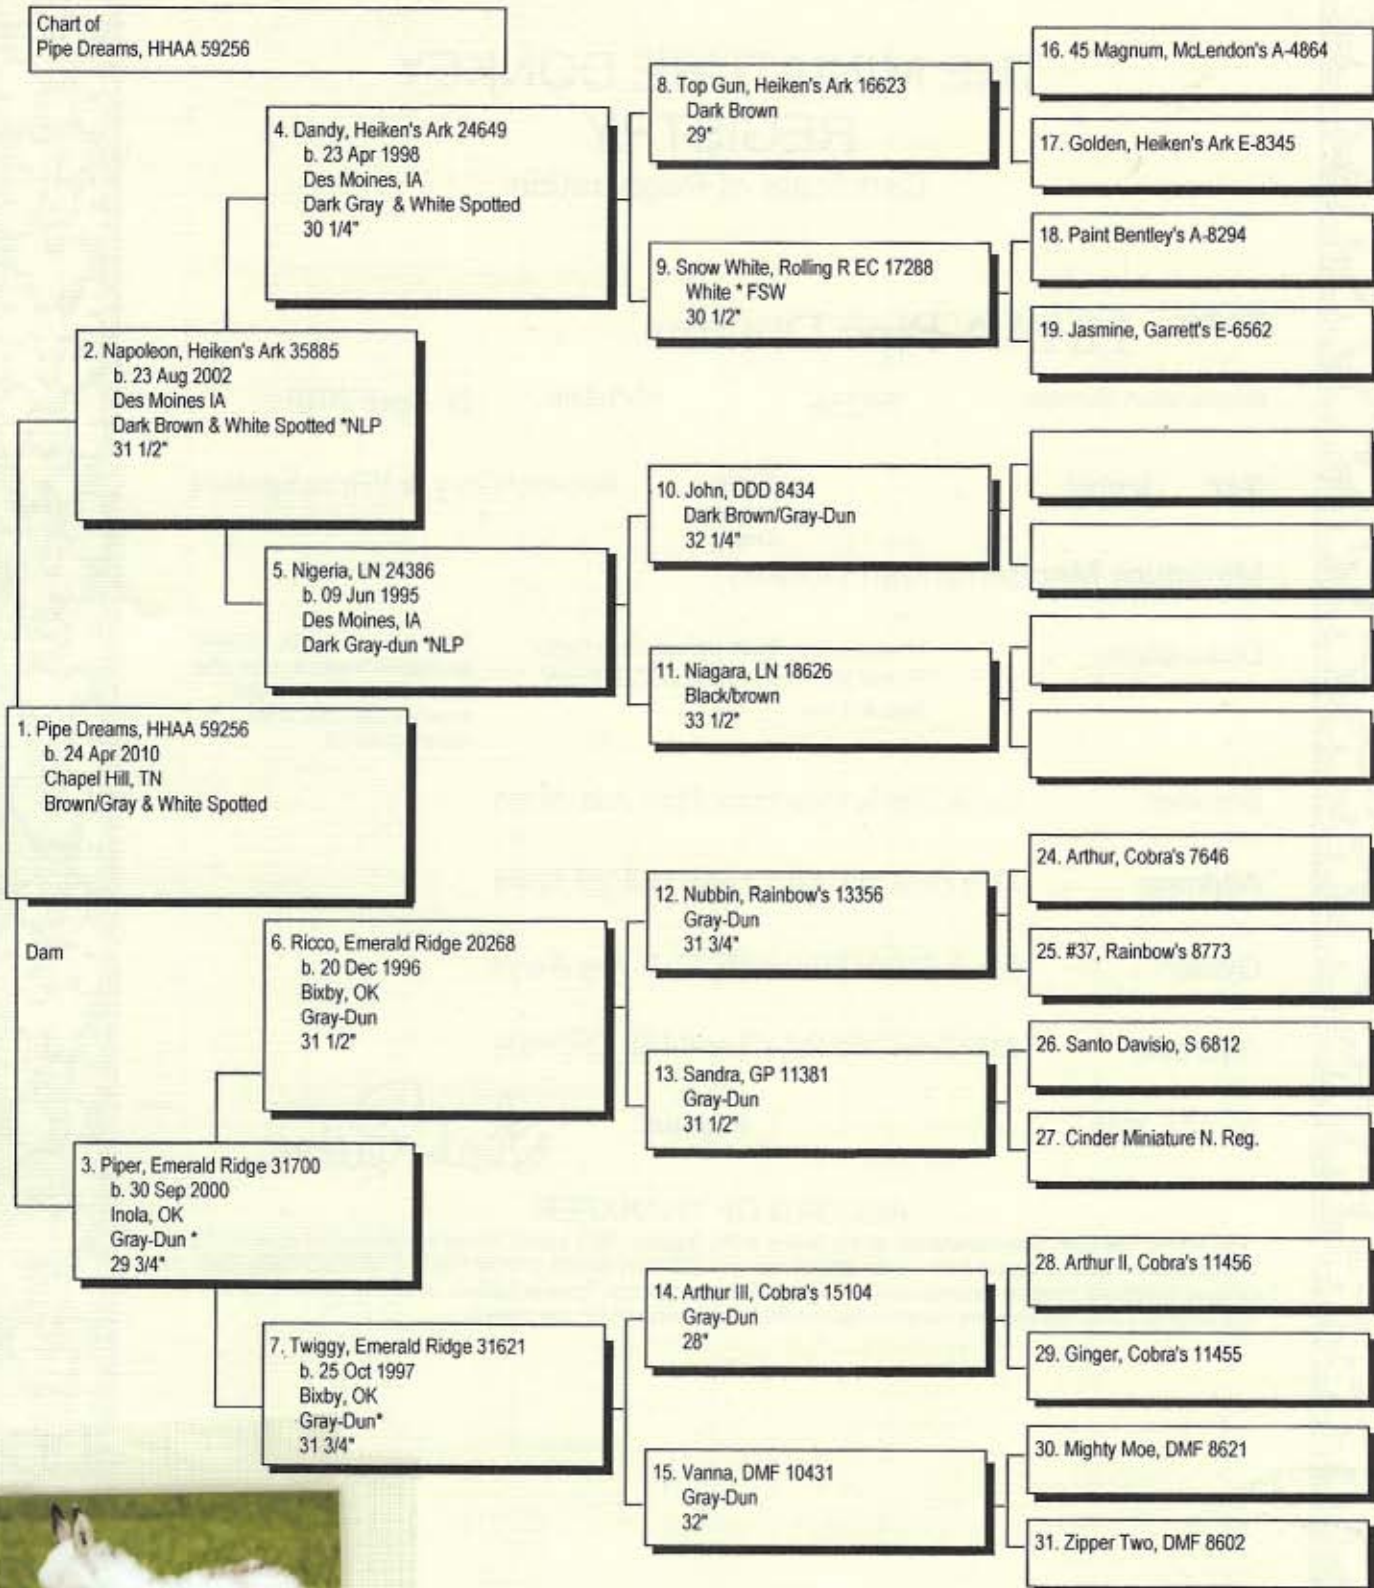 Chart of
Pipe Dreams, HHAA 59256
1. Pipe Dreams, HHAA 59256
b. 24 Apr 2010
Chapel Hill, TN
Brown/Gray & White Spotted
Dam
2. Napoleon, Heiken's Ark 35885
b. 23 Aug 2002
Des Moines IA
Dark Brown & White Spotted *NLP
31 1/2"
3. Piper, Emerald Ridge 31700
b. 30 Sep 2000
Inola, OK
Gray-Dun *
29 3/4"
4. Dandy, Heiken's Ark 24649
b. 23 Apr 1998
Des Moines, IA
Dark Gray & White Spotted
30 1/4"
5. Nigeria, LN 24386
b. 09 Jun 1995
Des Moines, IA
Dark Gray-dun *NLP
6. Ricco, Emerald Ridge 20268
b. 20 Dec 1996
Bixby, OK
Gray-Dun
31 1/2"
7. Twiggy, Emerald Ridge 31621
b. 25 Oct 1997
Bixby, OK
Gray-Dun*
31 3/4"
8. Top Gun, Heiken's Ark 16623
Dark Brown
29"
9. Snow White, Rolling R EC 17288
White * FSW
30 1/2"
10. John, DDD 8434
Dark Brown/Gray-Dun
32 1/4"
11. Niagara, LN 18626
Black/brown
33 1/2"
12. Nubbin, Rainbow's 13356
Gray-Dun
31 3/4"
13. Sandra, GP 11381
Gray-Dun
31 1/2"
14. Arthur III, Cobra's 15104
Gray-Dun
28"
15. Vanna, DMF 10431
Gray-Dun
32"
16. 45 Magnum, McLendon's A-4864
17. Golden, Heiken's Ark E-8345
18. Paint Bentley's A-8294
19. Jasmine, Garrett's E-6562
24. Arthur, Cobra's 7646
25. #37, Rainbow's 8773
26. Santo Davisio, S 6812
27. Cinder Miniature N. Reg.
28. Arthur II, Cobra's 11456
29. Ginger, Cobra's 11455
30. Mighty Moe, DMF 8621
31. Zipper Two, DMF 8602